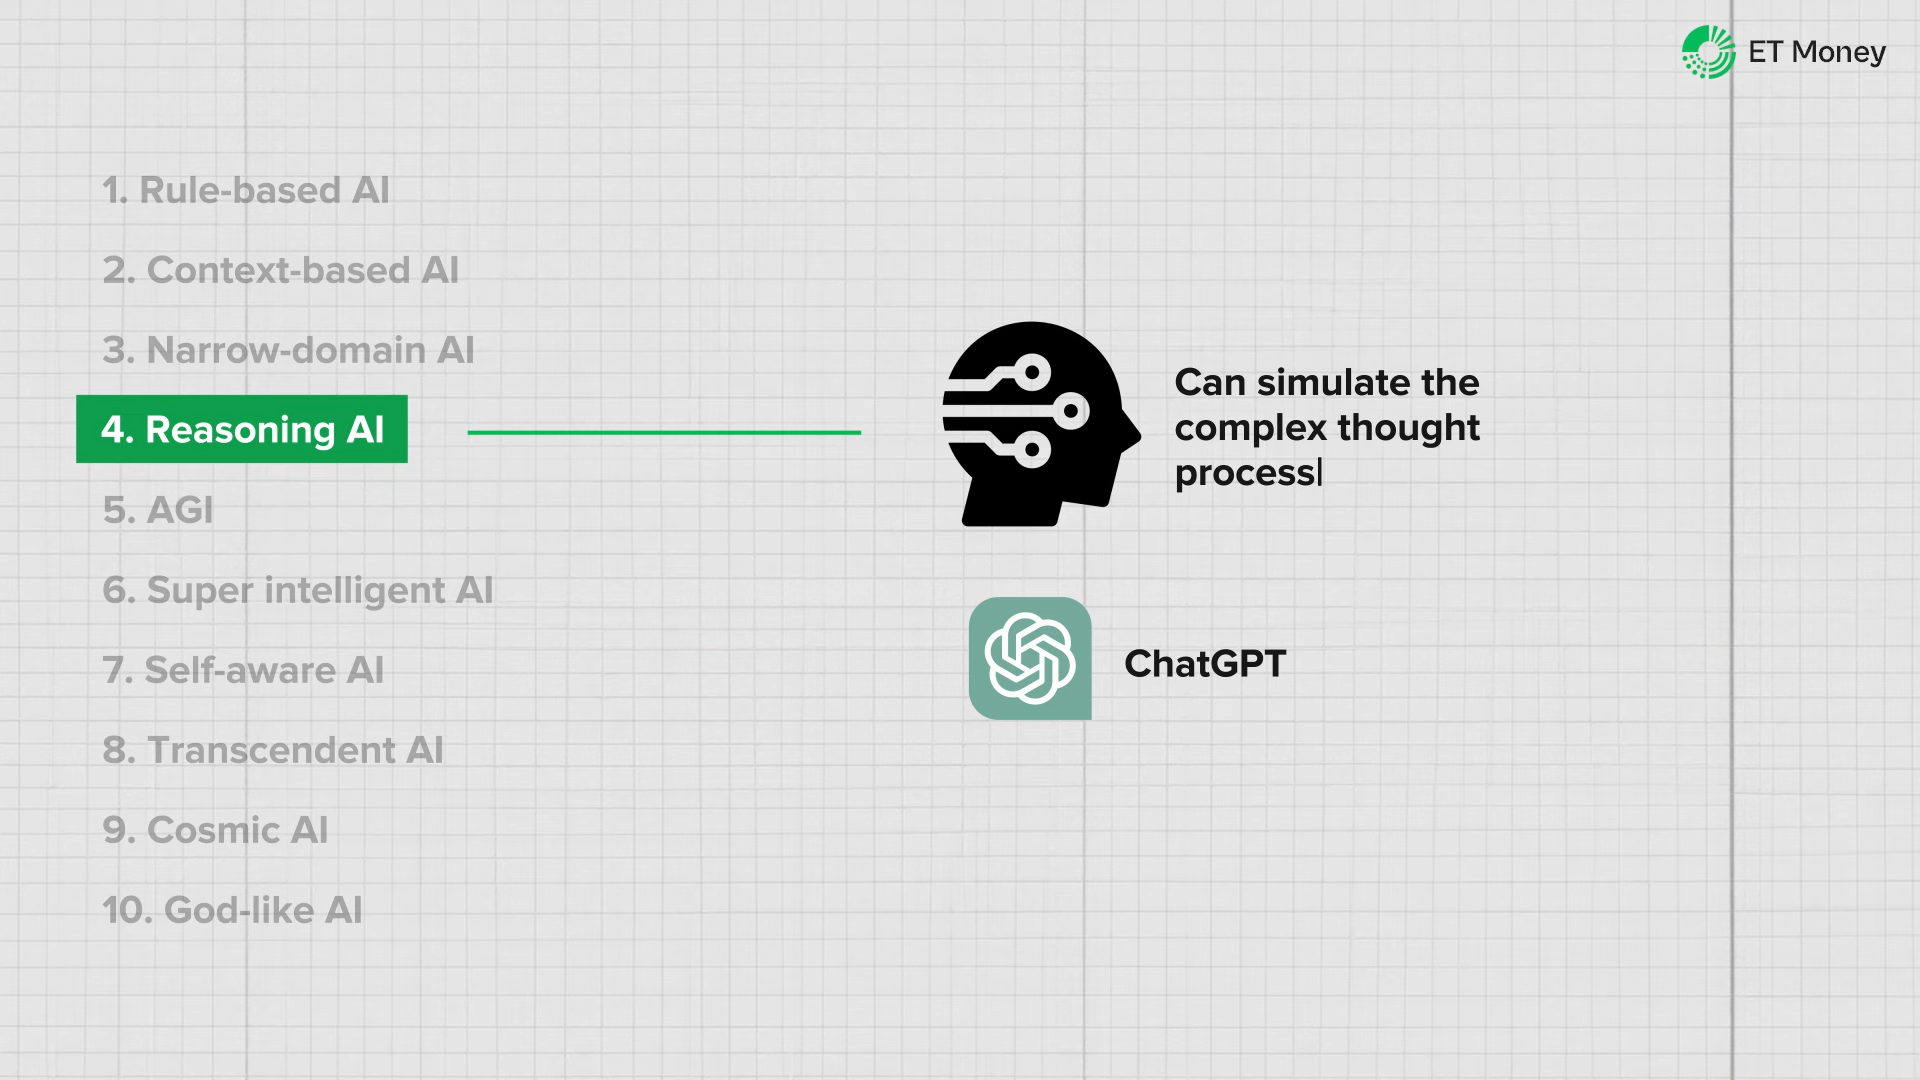 ET Money
1. Rule-based AI
2. Context-based AI
3. Narrow-domain AI
4. Reasoning AI
5. AGI
6. Super intelligent AI
7. Self-aware AI
8. Transcendent AI
9. Cosmic AI
10. God-like AI
Can simulate the
complex thought
process
ChatGPT